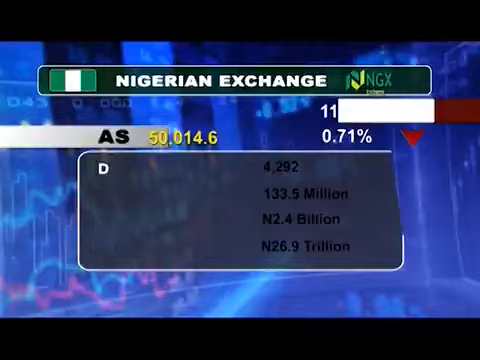 NIGERIAN EXCHANGE NGX
11
AS 50,014.6 0.71%
D 4,292
133.5 Million
N2.4 Billion
N26.9 Trillion